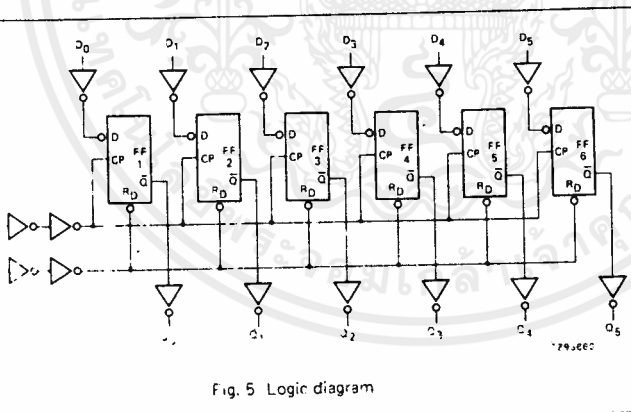 D0 D1 D7 D3 D4 D5
D D D D D D
FF 1 FF 2 FF 3 FF 4 FF 5 FF 6
CP CP CP CP CP CP
Q̅ Q̅ Q̅ Q̅ Q̅ Q̅
RD RD RD RD RD RD
Q1 Q2 Q3 Q4 Q5
Fig. 5 Logic diagram